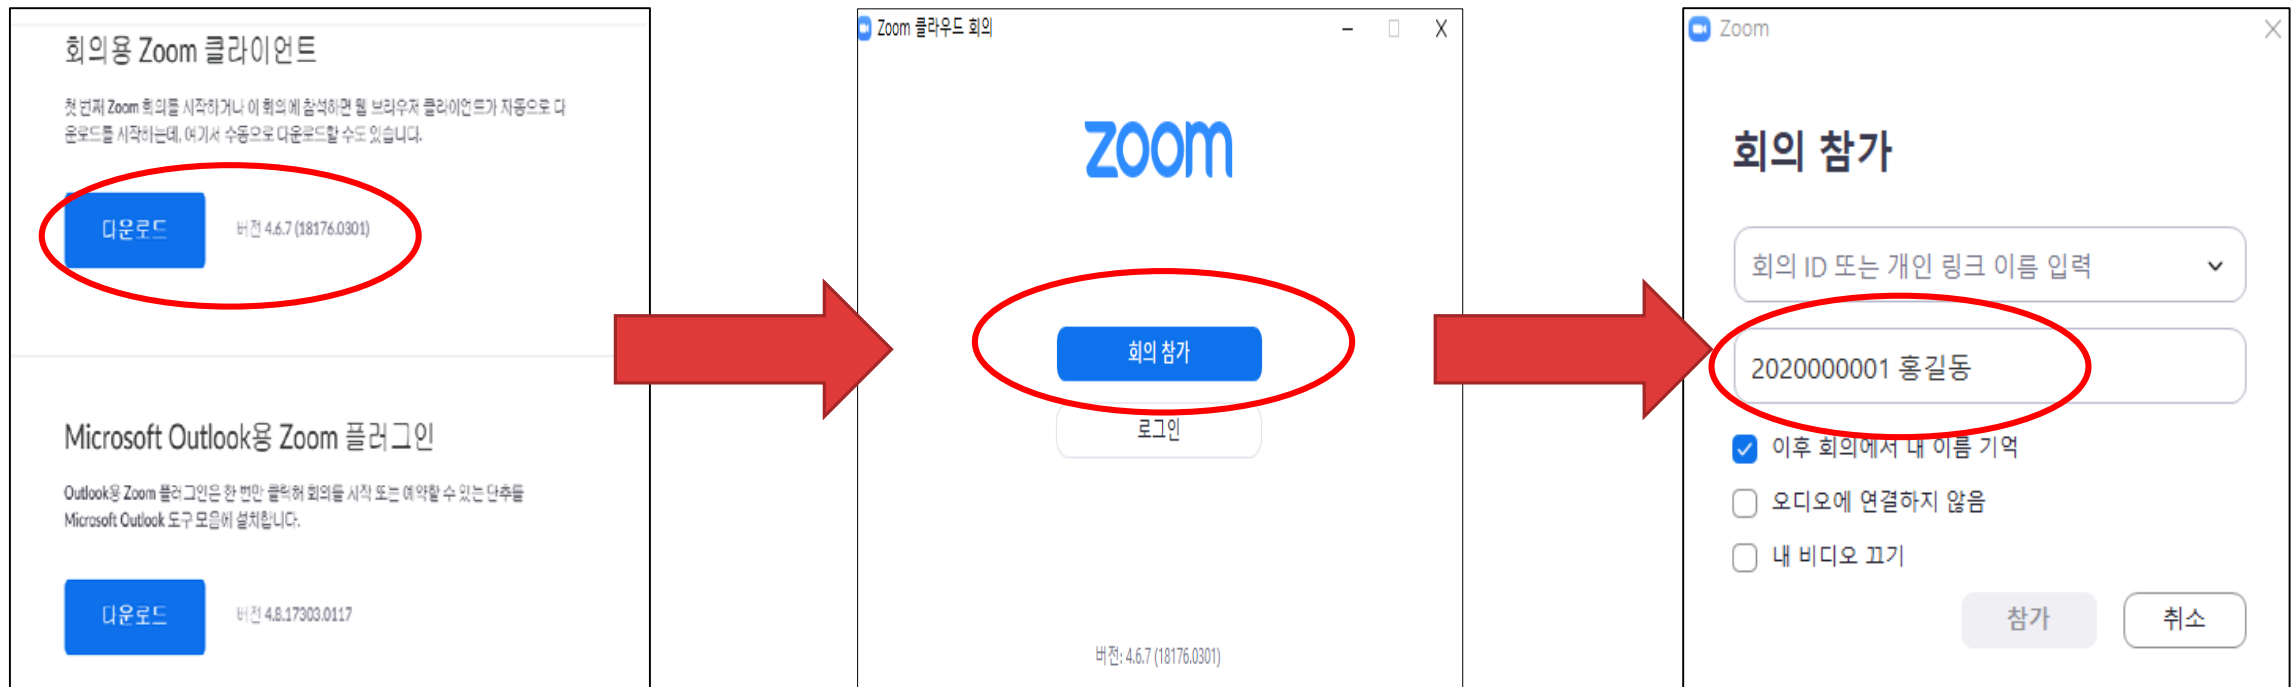 회의용 Zoom 클라이언트
첫 번째 Zoom 회의를 시작하거나 이 회의에 참석하면 웹 브라우저 클라이언트가 자동으로 다
운로드를 시작하는데, 여기서 수동으로 다운로드할 수도 있습니다.
다운로드
버전 4.6.7 (18176.0301)
Microsoft Outlook용 Zoom 플러그인
Outlook용 Zoom 플러그인은 한 번만 클릭해 회의를 시작 또는 예약할 수 있는 단추를
Microsoft Outlook 도구 모음에 설치합니다.
다운로드
버전 4.8.17303.0117
Zoom 클라우드 회의
zoom
회의 참가
로그인
버전: 4.6.7 (18176.0301)
Zoom
회의 참가
회의 ID 또는 개인 링크 이름 입력
2020000001 홍길동
이후 회의에서 내 이름 기억
오디오에 연결하지 않음
내 비디오 끄기
참가
취소